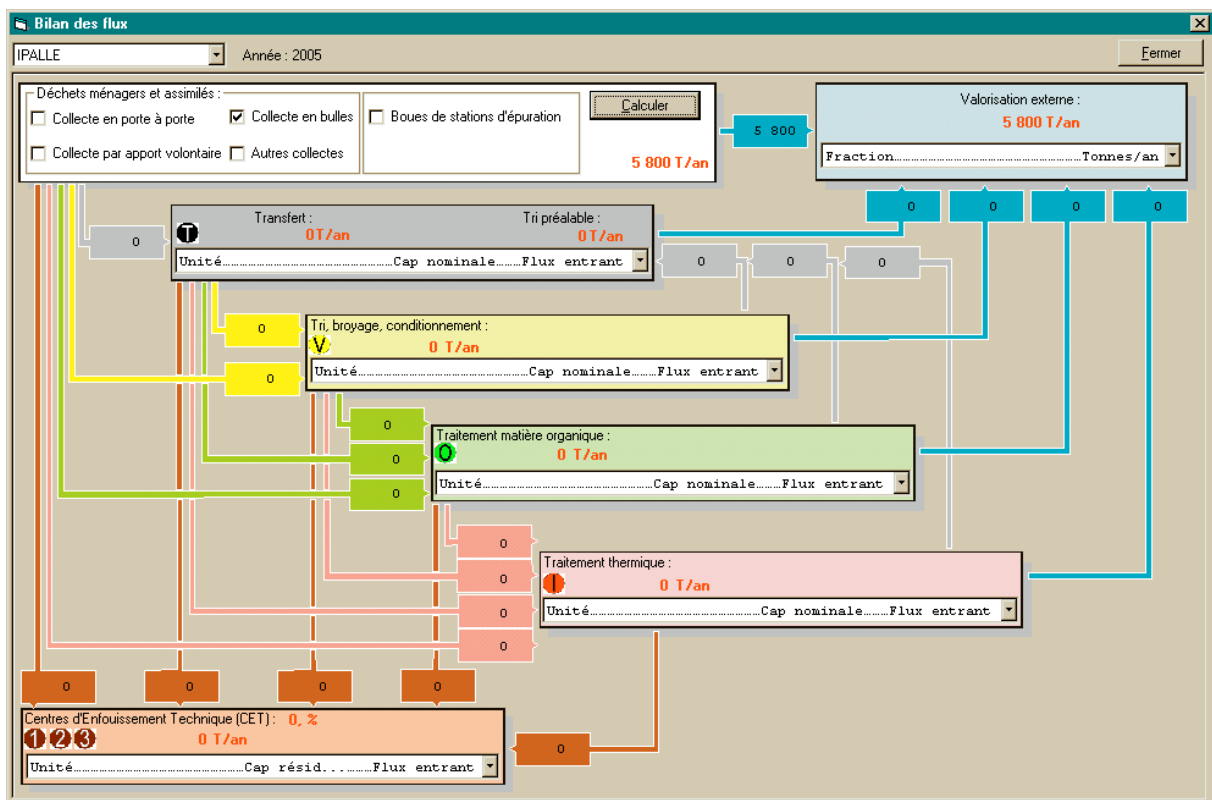 Bilan des flux
IPALLE Année : 2005 Fermer
Déchets ménagers et assimilés :
Collecte en porte à porte Collecte en bulles Boues de stations d'épuration Calculer
Collecte par apport volontaire Autres collectes
5 800 T/an
5 800
Valorisation externe :
5 800 T/an
Fraction.......................................................Tonnes/an
0 0 0 0
0
Transfert : Tri préalable :
T 0T/an 0T/an
Unité..................................................Cap nominale.......Flux entrant
0 0 0
0
Tri, broyage, conditionnement :
V 0 T/an
Unité..................................................Cap nominale.......Flux entrant
0
0
Traitement matière organique :
O 0 T/an
Unité..................................................Cap nominale.......Flux entrant
0
0
0
Traitement thermique :
I 0 T/an
Unité..................................................Cap nominale.......Flux entrant
0
0
0
0 0 0 0
Centres d'Enfouissement Technique (CET) : 0, %
1 2 3 0 T/an
Unité..................................................Cap résid..........Flux entrant
0